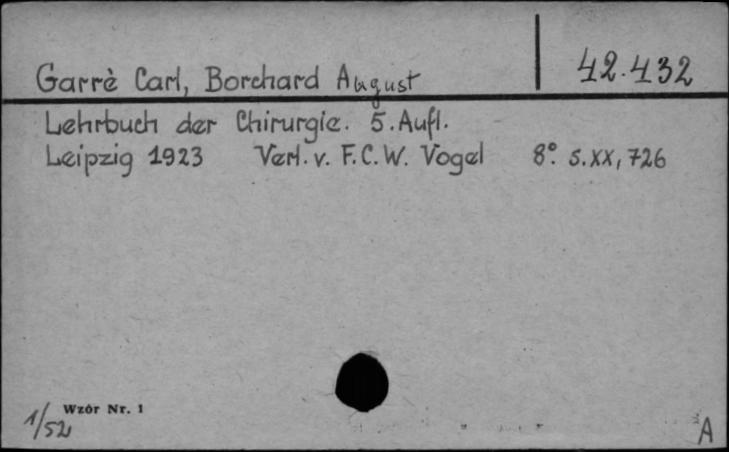 42.432
Garrè Carl, Borchard August
Lehrbuch der Chirurgie. 5. Aufl.
Leipzig 1923 Verl. v. F.C.W. Vogel 8° s. XX, 726
Wzór Nr. 1
1/52
A